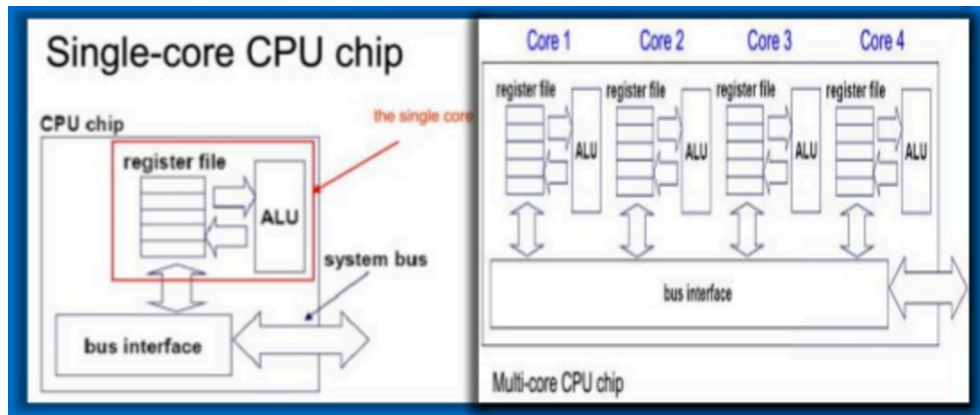 Single-core CPU chip
CPU chip
the single core
register file
ALU
system bus
bus interface
Core 1 Core 2 Core 3 Core 4
register file register file register file register file
ALU ALU ALU ALU
bus interface
Multi-core CPU chip